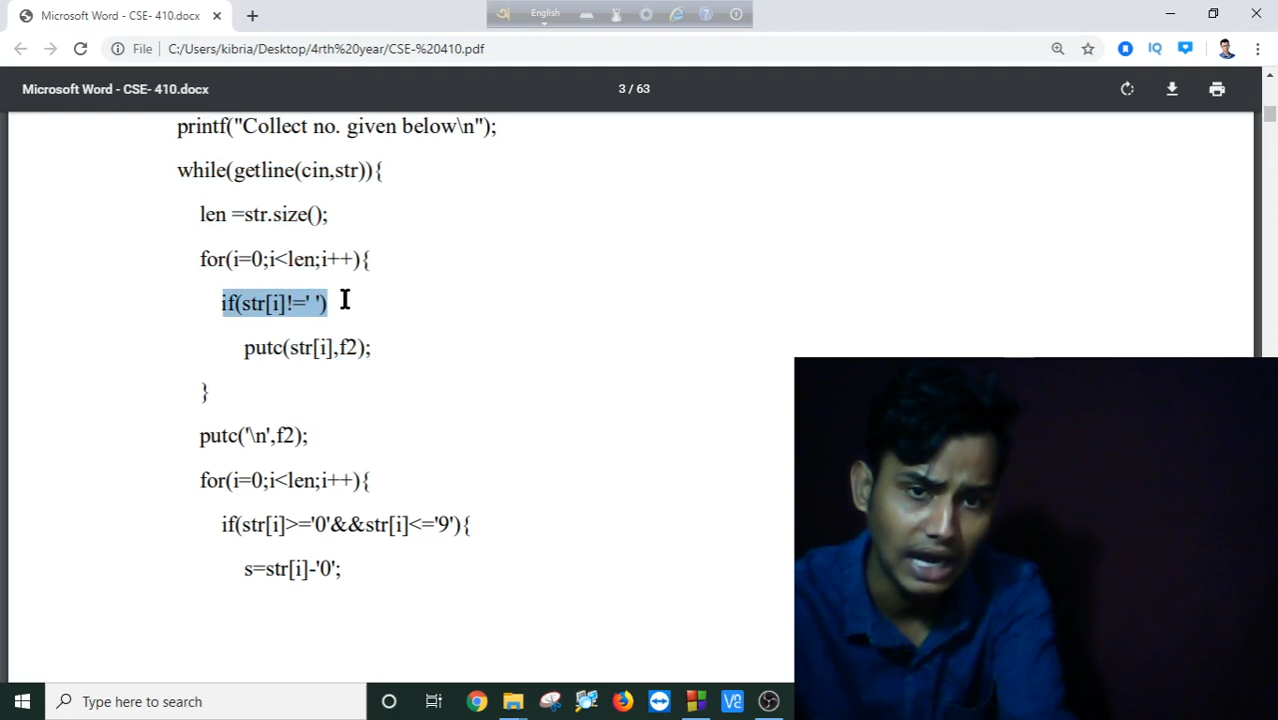 Microsoft Word - CSE- 410.docx
English
File
C:/Users/kibria/Desktop/4rth%20year/CSE-%20410.pdf
IQ
Microsoft Word - CSE- 410.docx
3 / 63
printf("Collect no. given below\n");
while(getline(cin,str)){
len =str.size();
for(i=0;i<len;i++){
if(str[i]!=' ')
putc(str[i],f2);
}
putc('\n',f2);
for(i=0;i<len;i++){
if(str[i]>='0'&&str[i]<='9'){
s=str[i]-'0';
Type here to search
V2